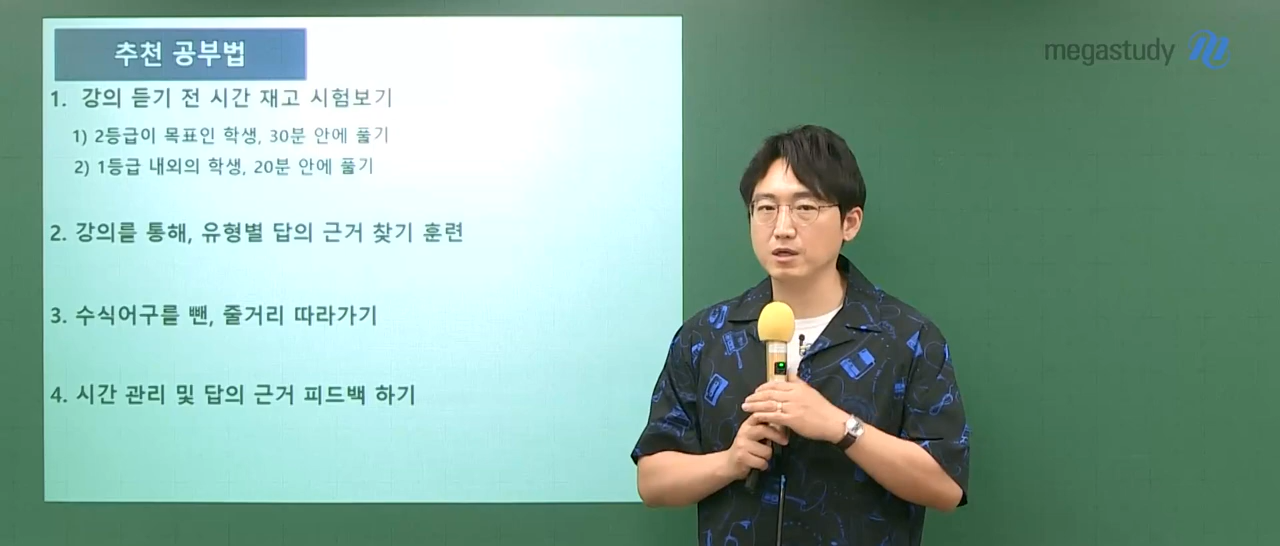 추천 공부법
megastudy
1. 강의 듣기 전 시간 재고 시험보기
1) 2등급이 목표인 학생, 30분 안에 풀기
2) 1등급 내외의 학생, 20분 안에 풀기
2. 강의를 통해, 유형별 답의 근거 찾기 훈련
3. 수식어구를 뺀, 줄거리 따라가기
4. 시간 관리 및 답의 근거 피드백 하기